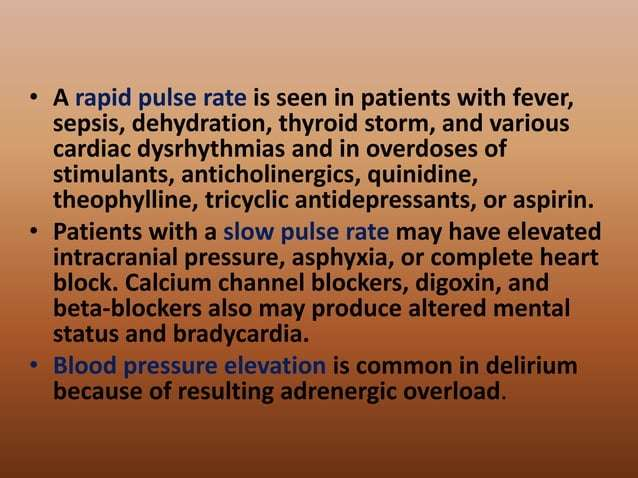 • A rapid pulse rate is seen in patients with fever,
sepsis, dehydration, thyroid storm, and various
cardiac dysrhythmias and in overdoses of
stimulants, anticholinergics, quinidine,
theophylline, tricyclic antidepressants, or aspirin.
• Patients with a slow pulse rate may have elevated
intracranial pressure, asphyxia, or complete heart
block. Calcium channel blockers, digoxin, and
beta-blockers also may produce altered mental
status and bradycardia.
• Blood pressure elevation is common in delirium
because of resulting adrenergic overload.